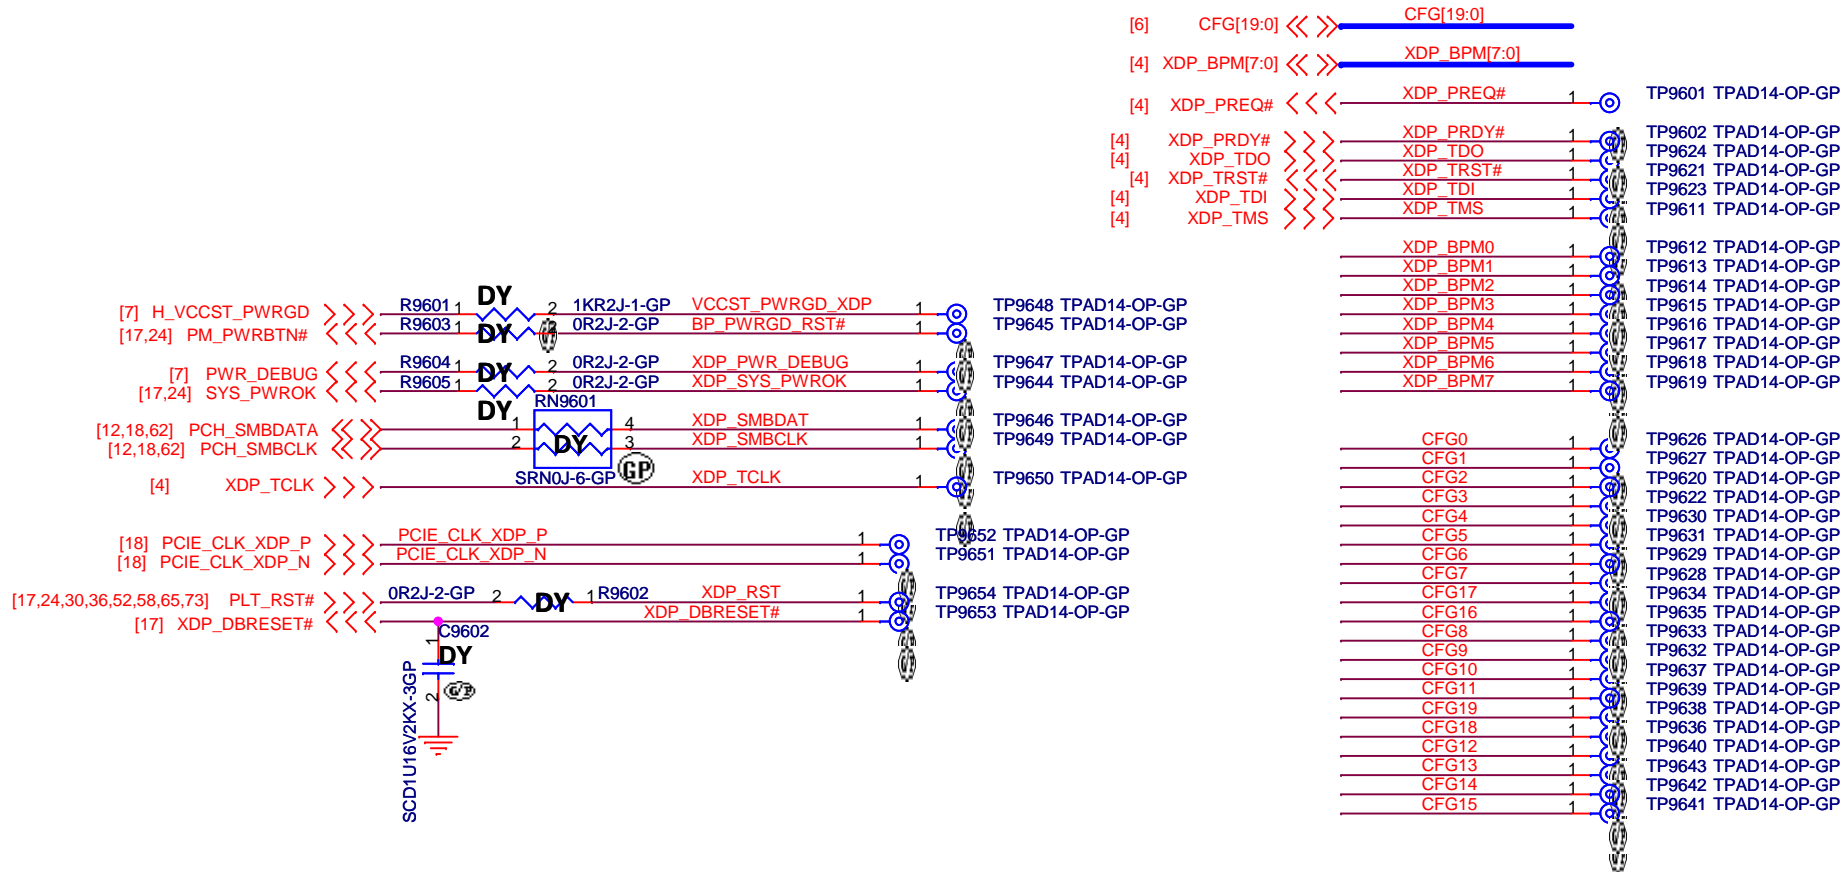 [6] CFG[19:0] CFG[19:0]
[4] XDP_BPM[7:0] XDP_BPM[7:0]
[4] XDP_PREQ# XDP_PREQ# 1 TP9601 TPAD14-OP-GP
[4] XDP_PRDY# XDP_PRDY# 1 TP9602 TPAD14-OP-GP
[4] XDP_TDO XDP_TDO 1 TP9624 TPAD14-OP-GP
[4] XDP_TRST# XDP_TRST# 1 TP9621 TPAD14-OP-GP
[4] XDP_TDI XDP_TDI 1 TP9623 TPAD14-OP-GP
[4] XDP_TMS XDP_TMS 1 TP9611 TPAD14-OP-GP
XDP_BPM0 1 TP9612 TPAD14-OP-GP
XDP_BPM1 1 TP9613 TPAD14-OP-GP
XDP_BPM2 1 TP9614 TPAD14-OP-GP
XDP_BPM3 1 TP9615 TPAD14-OP-GP
XDP_BPM4 1 TP9616 TPAD14-OP-GP
XDP_BPM5 1 TP9617 TPAD14-OP-GP
XDP_BPM6 1 TP9618 TPAD14-OP-GP
XDP_BPM7 1 TP9619 TPAD14-OP-GP
CFG0 1 TP9626 TPAD14-OP-GP
CFG1 1 TP9627 TPAD14-OP-GP
CFG2 1 TP9620 TPAD14-OP-GP
CFG3 1 TP9622 TPAD14-OP-GP
CFG4 1 TP9630 TPAD14-OP-GP
CFG5 1 TP9631 TPAD14-OP-GP
CFG6 1 TP9629 TPAD14-OP-GP
CFG7 1 TP9628 TPAD14-OP-GP
CFG17 1 TP9634 TPAD14-OP-GP
CFG16 1 TP9635 TPAD14-OP-GP
CFG8 1 TP9633 TPAD14-OP-GP
CFG9 1 TP9632 TPAD14-OP-GP
CFG10 1 TP9637 TPAD14-OP-GP
CFG11 1 TP9639 TPAD14-OP-GP
CFG19 1 TP9638 TPAD14-OP-GP
CFG18 1 TP9636 TPAD14-OP-GP
CFG12 1 TP9640 TPAD14-OP-GP
CFG13 1 TP9643 TPAD14-OP-GP
CFG14 1 TP9642 TPAD14-OP-GP
CFG15 1 TP9641 TPAD14-OP-GP
[7] H_VCCST_PWRGD R9601 1 DY 2 1KR2J-1-GP VCCST_PWRGD_XDP 1 TP9648 TPAD14-OP-GP
[17,24] PM_PWRBTN# R9603 1 DY 2 0R2J-2-GP BP_PWRGD_RST# 1 TP9645 TPAD14-OP-GP
[7] PWR_DEBUG R9604 1 DY 2 0R2J-2-GP XDP_PWR_DEBUG 1 TP9647 TPAD14-OP-GP
[17,24] SYS_PWROK R9605 1 DY 2 0R2J-2-GP XDP_SYS_PWROK 1 TP9644 TPAD14-OP-GP
RN9601
[12,18,62] PCH_SMBDATA 1 4 XDP_SMBDAT 1 TP9646 TPAD14-OP-GP
[12,18,62] PCH_SMBCLK 2 DY 3 XDP_SMBCLK 1 TP9649 TPAD14-OP-GP
SRN0J-6-GP GP
[4] XDP_TCLK XDP_TCLK 1 TP9650 TPAD14-OP-GP
[18] PCIE_CLK_XDP_P PCIE_CLK_XDP_P 1 TP9652 TPAD14-OP-GP
[18] PCIE_CLK_XDP_N PCIE_CLK_XDP_N 1 TP9651 TPAD14-OP-GP
[17,24,30,36,52,58,65,73] PLT_RST# 0R2J-2-GP 2 DY 1 R9602 XDP_RST 1 TP9654 TPAD14-OP-GP
[17] XDP_DBRESET# XDP_DBRESET# 1 TP9653 TPAD14-OP-GP
C9602
1
DY
2
SCD1U16V2KX-3GP